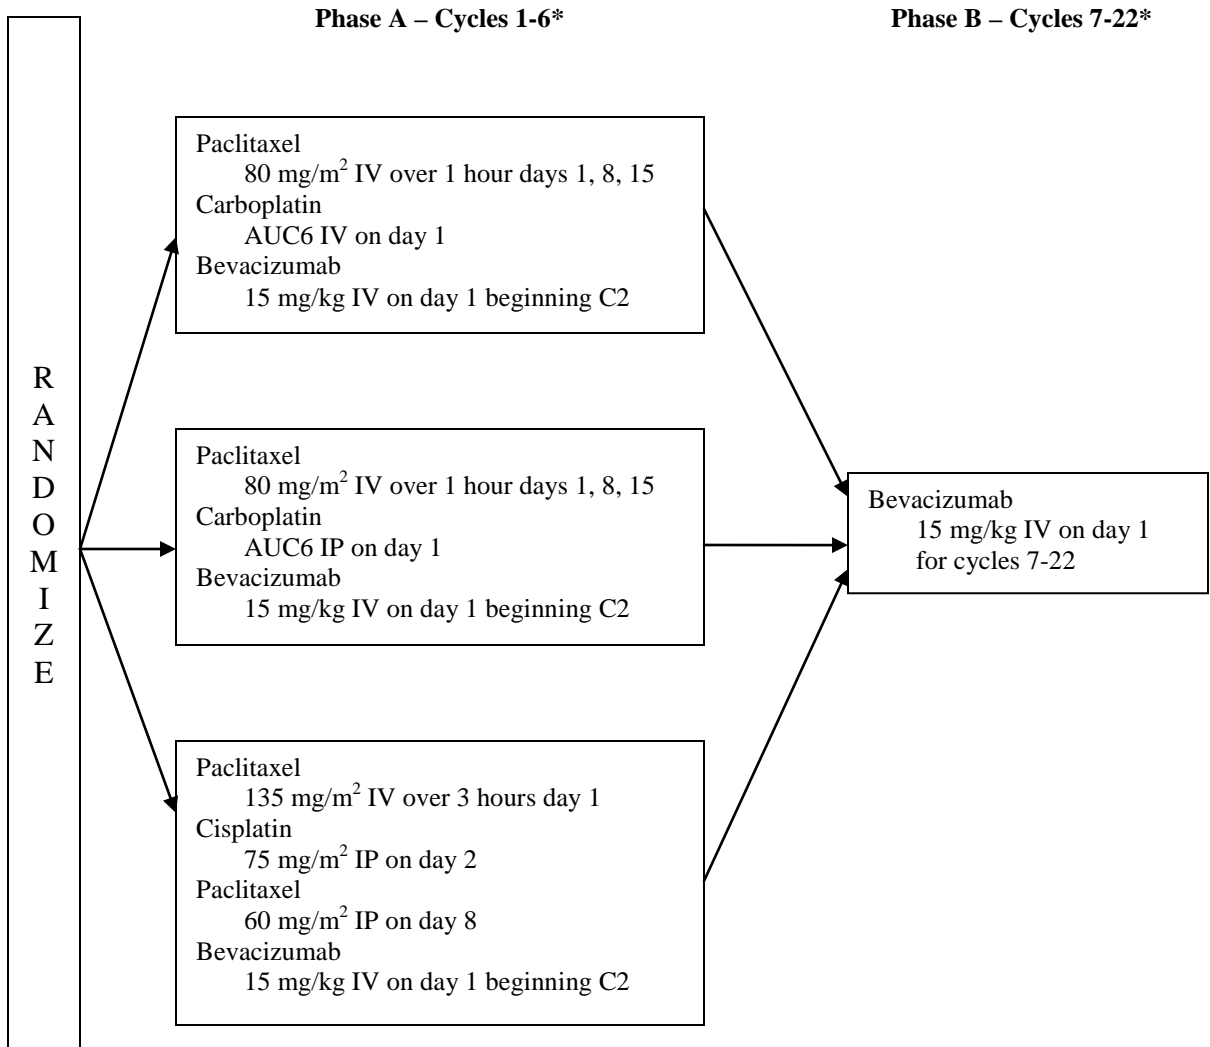 Phase A – Cycles 1-6*
Phase B – Cycles 7-22*
R
A
N
D
O
M
I
Z
E
Paclitaxel
80 mg/m² IV over 1 hour days 1, 8, 15
Carboplatin
AUC6 IV on day 1
Bevacizumab
15 mg/kg IV on day 1 beginning C2
Paclitaxel
80 mg/m² IV over 1 hour days 1, 8, 15
Carboplatin
AUC6 IP on day 1
Bevacizumab
15 mg/kg IV on day 1 beginning C2
Paclitaxel
135 mg/m² IV over 3 hours day 1
Cisplatin
75 mg/m² IP on day 2
Paclitaxel
60 mg/m² IP on day 8
Bevacizumab
15 mg/kg IV on day 1 beginning C2
Bevacizumab
15 mg/kg IV on day 1
for cycles 7-22